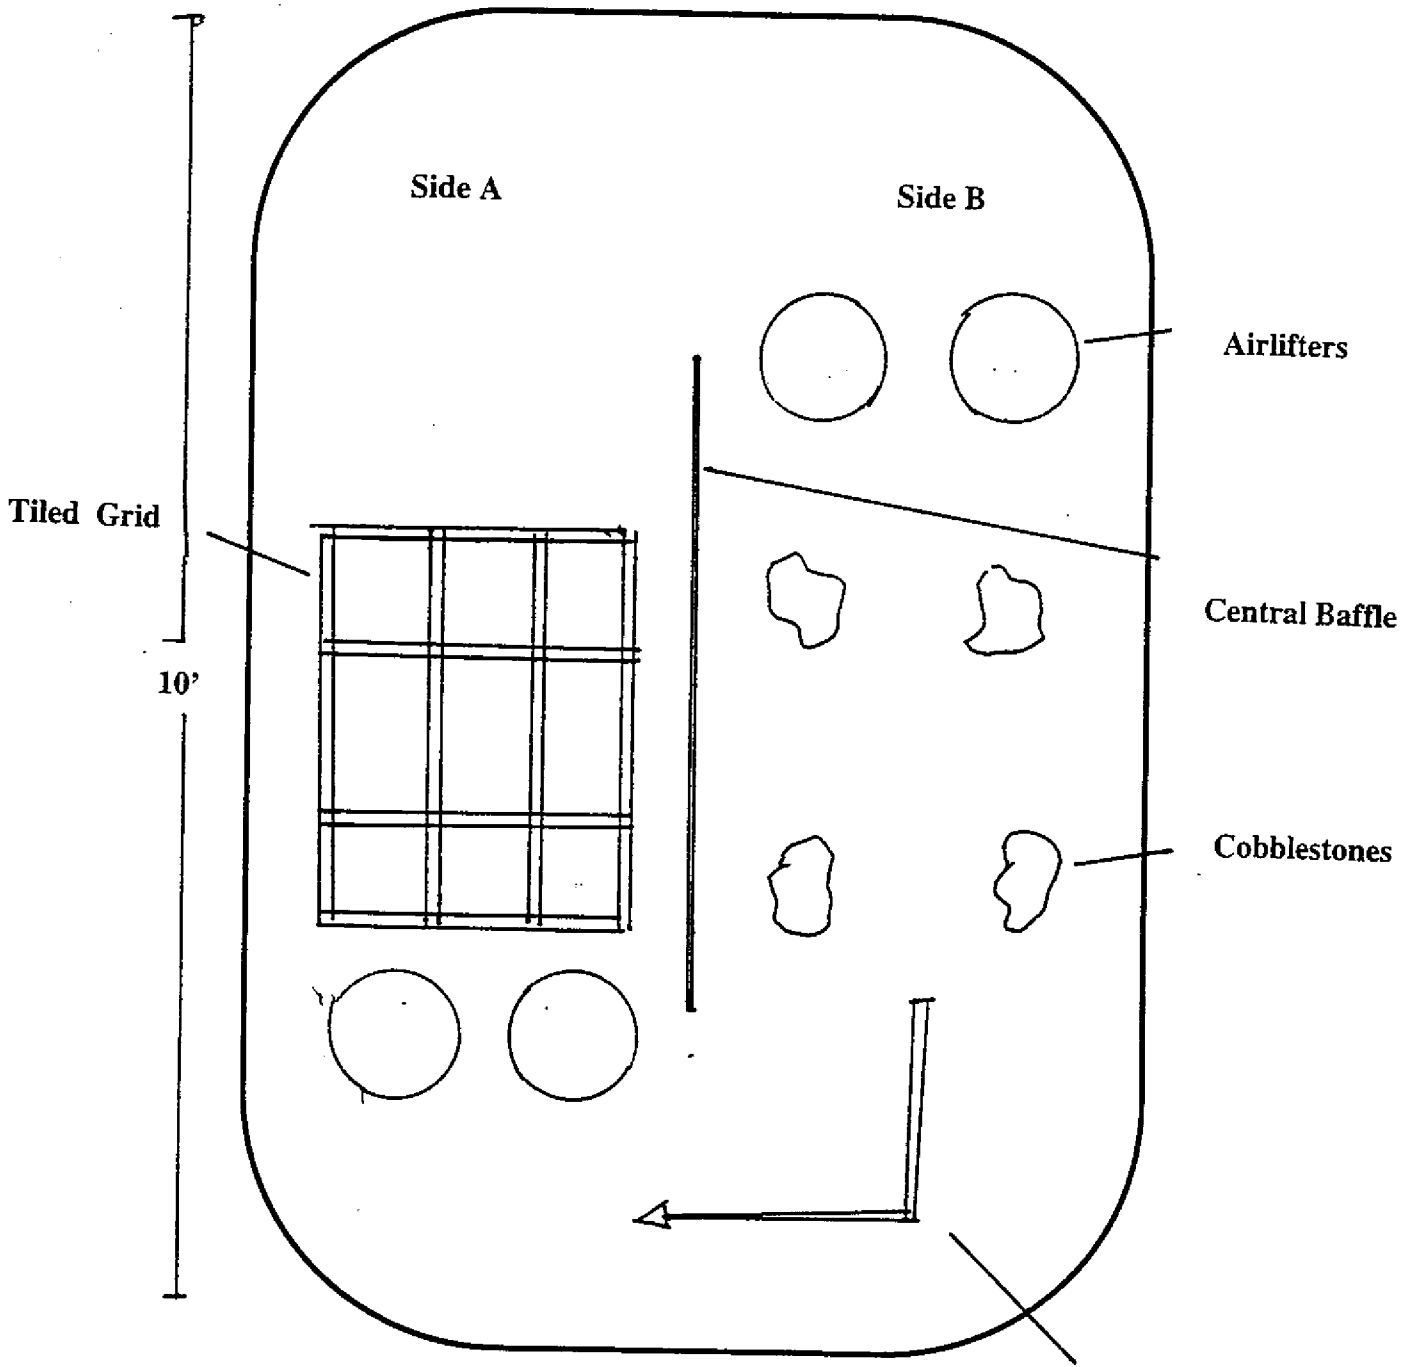 Side A
Side B
Airlifters
Tiled Grid
Central Baffle
10'
Cobblestones